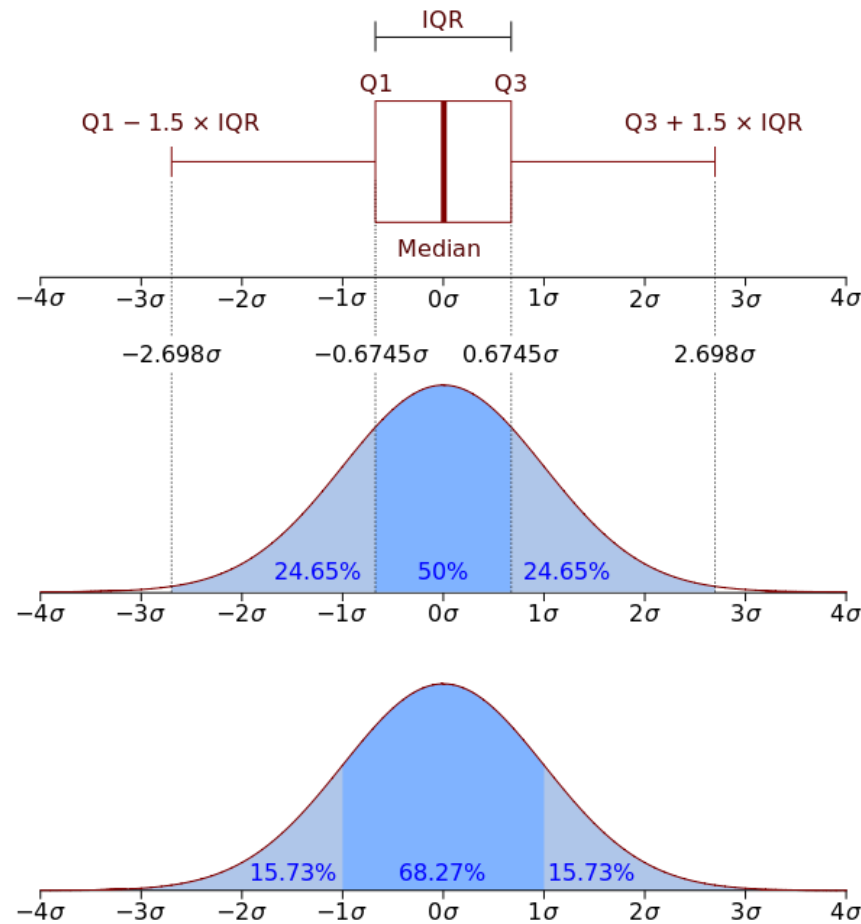 IQR
Q1 Q3
Q1 − 1.5 × IQR Q3 + 1.5 × IQR
Median
−4σ −3σ −2σ −1σ 0σ 1σ 2σ 3σ 4σ
−2.698σ −0.6745σ 0.6745σ 2.698σ
24.65% 50% 24.65%
−4σ −3σ −2σ −1σ 0σ 1σ 2σ 3σ 4σ
15.73% 68.27% 15.73%
−4σ −3σ −2σ −1σ 0σ 1σ 2σ 3σ 4σ